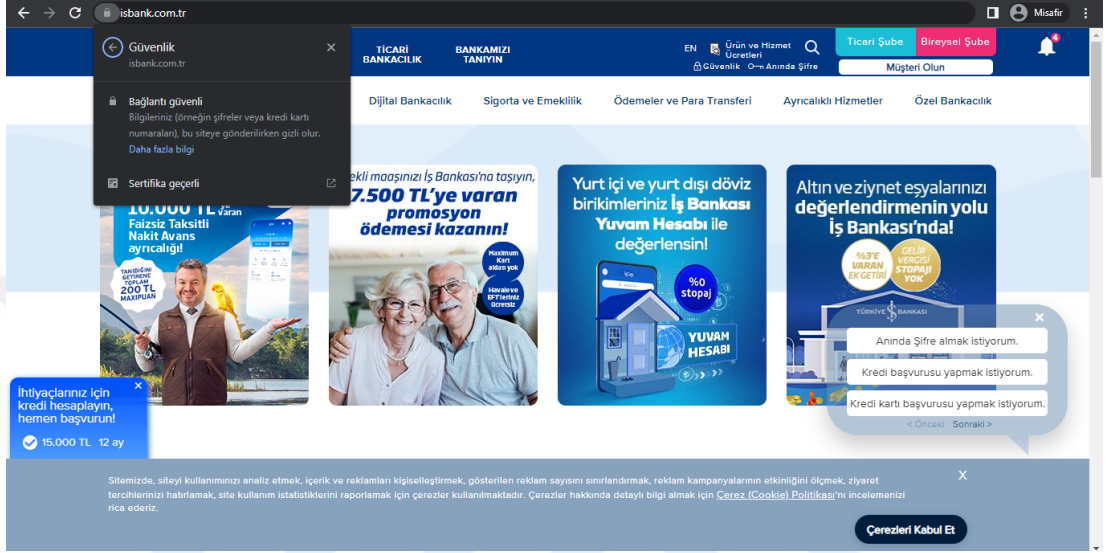 isbank.com.tr
Misafir
Güvenlik
isbank.com.tr
Bağlantı güvenli
Bilgileriniz (örneğin şifreler veya kredi kartı
numaraları), bu siteye gönderilirken gizli olur.
Daha fazla bilgi
Sertifika geçerli
TİCARİ
BANKACILIK
BANKAMIZI
TANIYIN
EN
Ürün ve Hizmet
Ücretleri
Güvenlik
Anında Şifre
Ticari Şube
Bireysel Şube
Müşteri Olun
4
Dijital Bankacılık
Sigorta ve Emeklilik
Ödemeler ve Para Transferi
Ayrıcalıklı Hizmetler
Özel Bankacılık
10.000 TL'ye varan
Faizsiz Taksitli
Nakit Avans
ayrıcalığı!
TANIDIĞINI
GETİRENE
TOPLAM
200 TL
MAXIPUAN
ekli maaşınızı İş Bankası'na taşıyın,
7.500 TL'ye varan
promosyon
ödemesi kazanın!
Maximum
Kart
aidatı yok
Havale ve
EFT'leriniz
ücretsiz
Yurt içi ve yurt dışı döviz
birikimleriniz İş Bankası
Yuvam Hesabı ile
değerlensin!
%0
stopaj
YUVAM
HESABI
Altın ve ziynet eşyalarınızı
değerlendirmenin yolu
İş Bankası'nda!
%3'E
VARAN
EK GETİRİ
GELİR
VERGİSİ
STOPAJI
YOK
TÜRKİYE İŞ BANKASI
Anında Şifre almak istiyorum.
Kredi başvurusu yapmak istiyorum.
Kredi kartı başvurusu yapmak istiyorum.
< Önceki Sonraki >
İhtiyaçlarınız için
kredi hesaplayın,
hemen başvurun!
15.000 TL 12 ay
Sitemizde, siteyi kullanımınızı analiz etmek, içerik ve reklamları kişiselleştirmek, gösterilen reklam sayısını sınırlandırmak, reklam kampanyalarının etkinliğini ölçmek, ziyaret
tercihlerinizi hatırlamak, site kullanım istatistiklerini raporlamak için çerezler kullanılmaktadır. Çerezler hakkında detaylı bilgi almak için Çerez (Cookie) Politikası'nı incelemenizi
rica ederiz.
X
Çerezleri Kabul Et